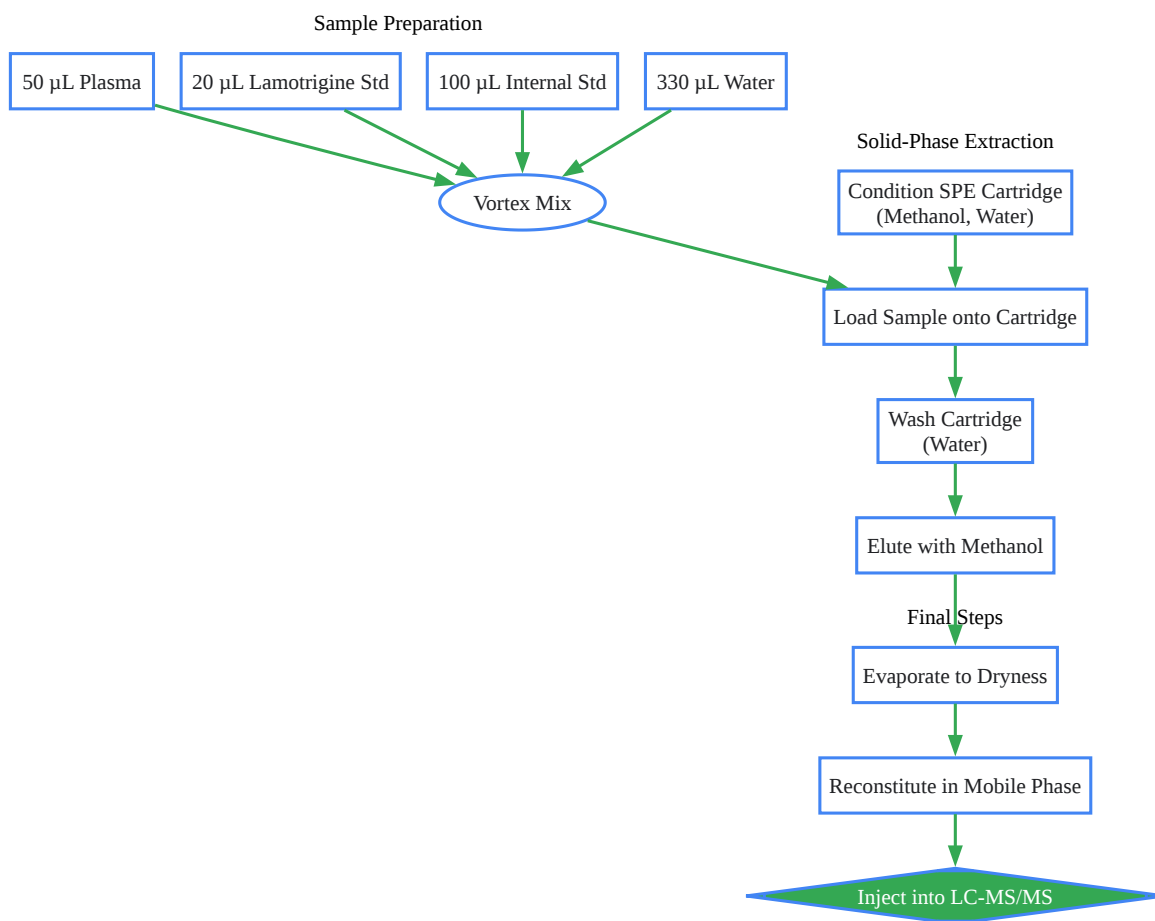 Sample Preparation
50 µL Plasma
20 µL Lamotrigine Std
100 µL Internal Std
330 µL Water
Vortex Mix
Solid-Phase Extraction
Condition SPE Cartridge
(Methanol, Water)
Load Sample onto Cartridge
Wash Cartridge
(Water)
Elute with Methanol
Final Steps
Evaporate to Dryness
Reconstitute in Mobile Phase
Inject into LC-MS/MS